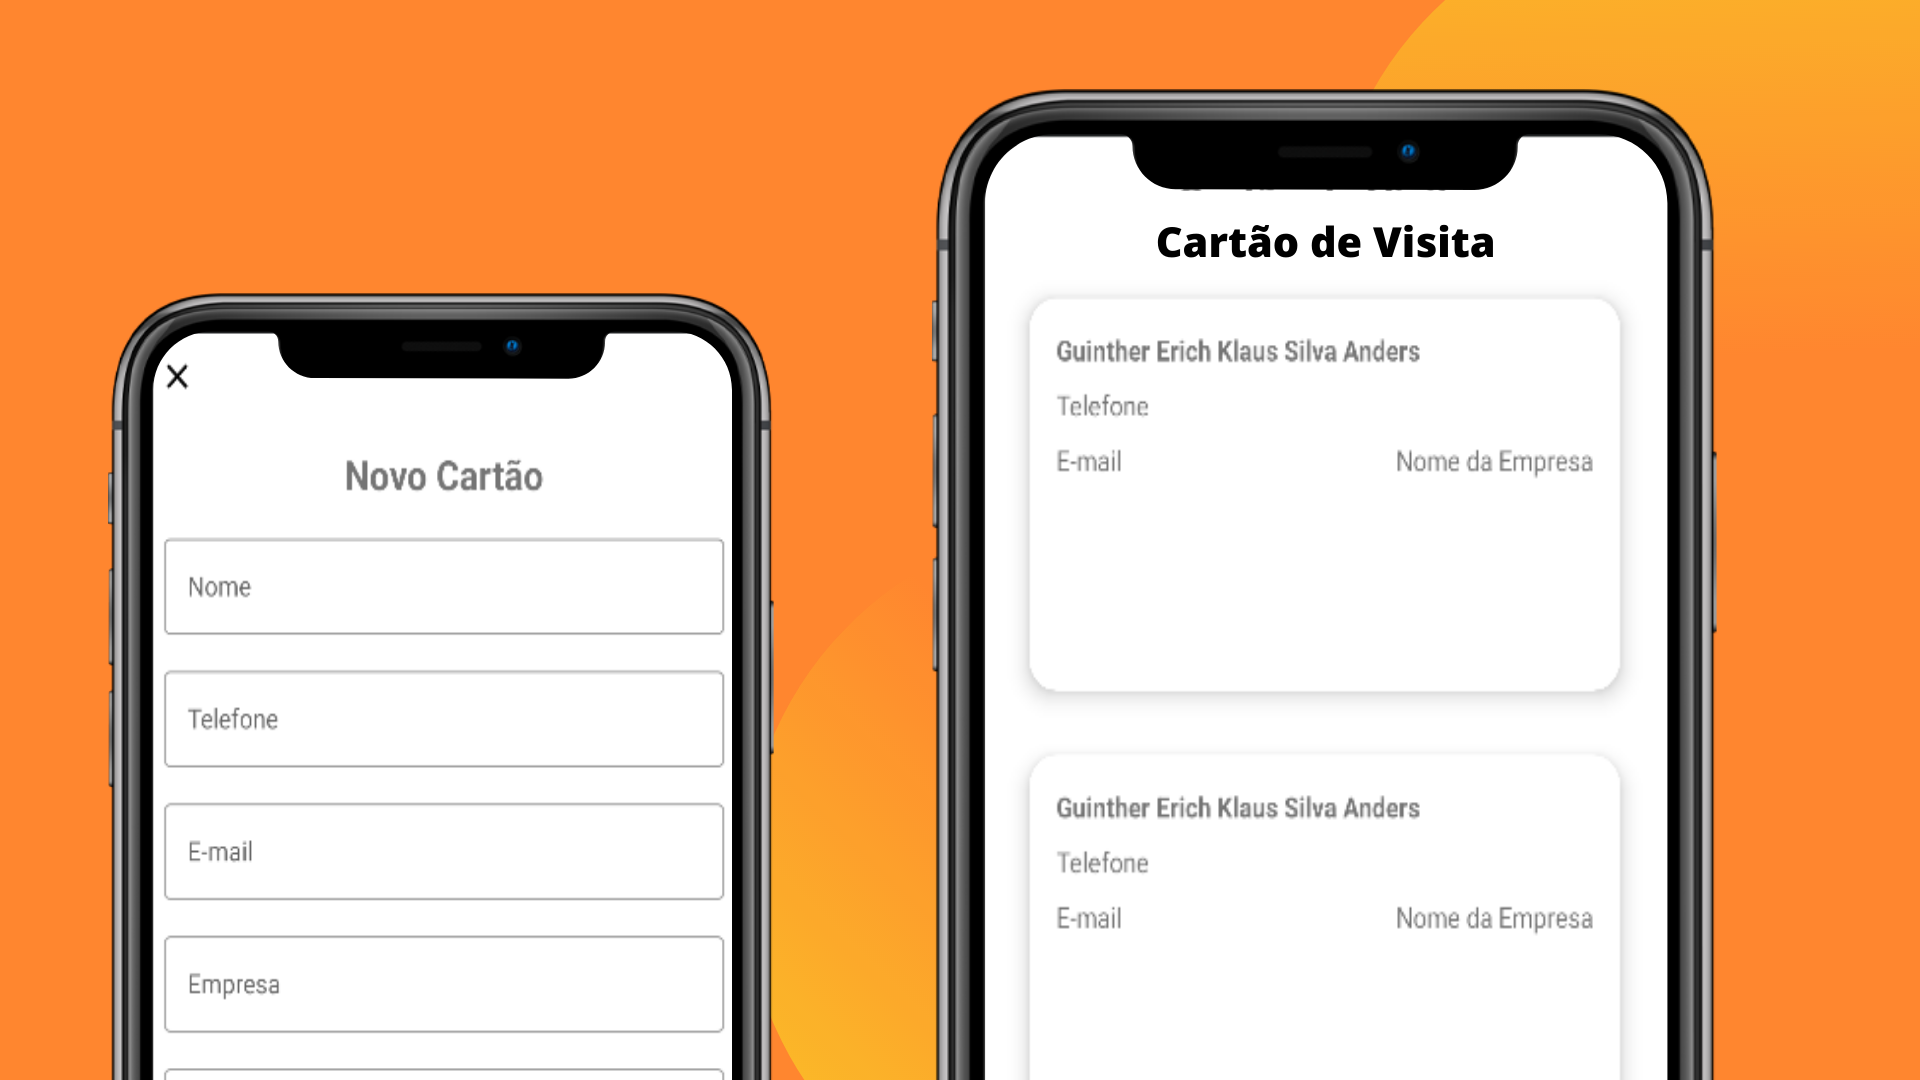 Novo Cartão
Nome
Telefone
E-mail
Empresa
Cartão de Visita
Guinther Erich Klaus Silva Anders
Telefone
E-mail Nome da Empresa
Guinther Erich Klaus Silva Anders
Telefone
E-mail Nome da Empresa